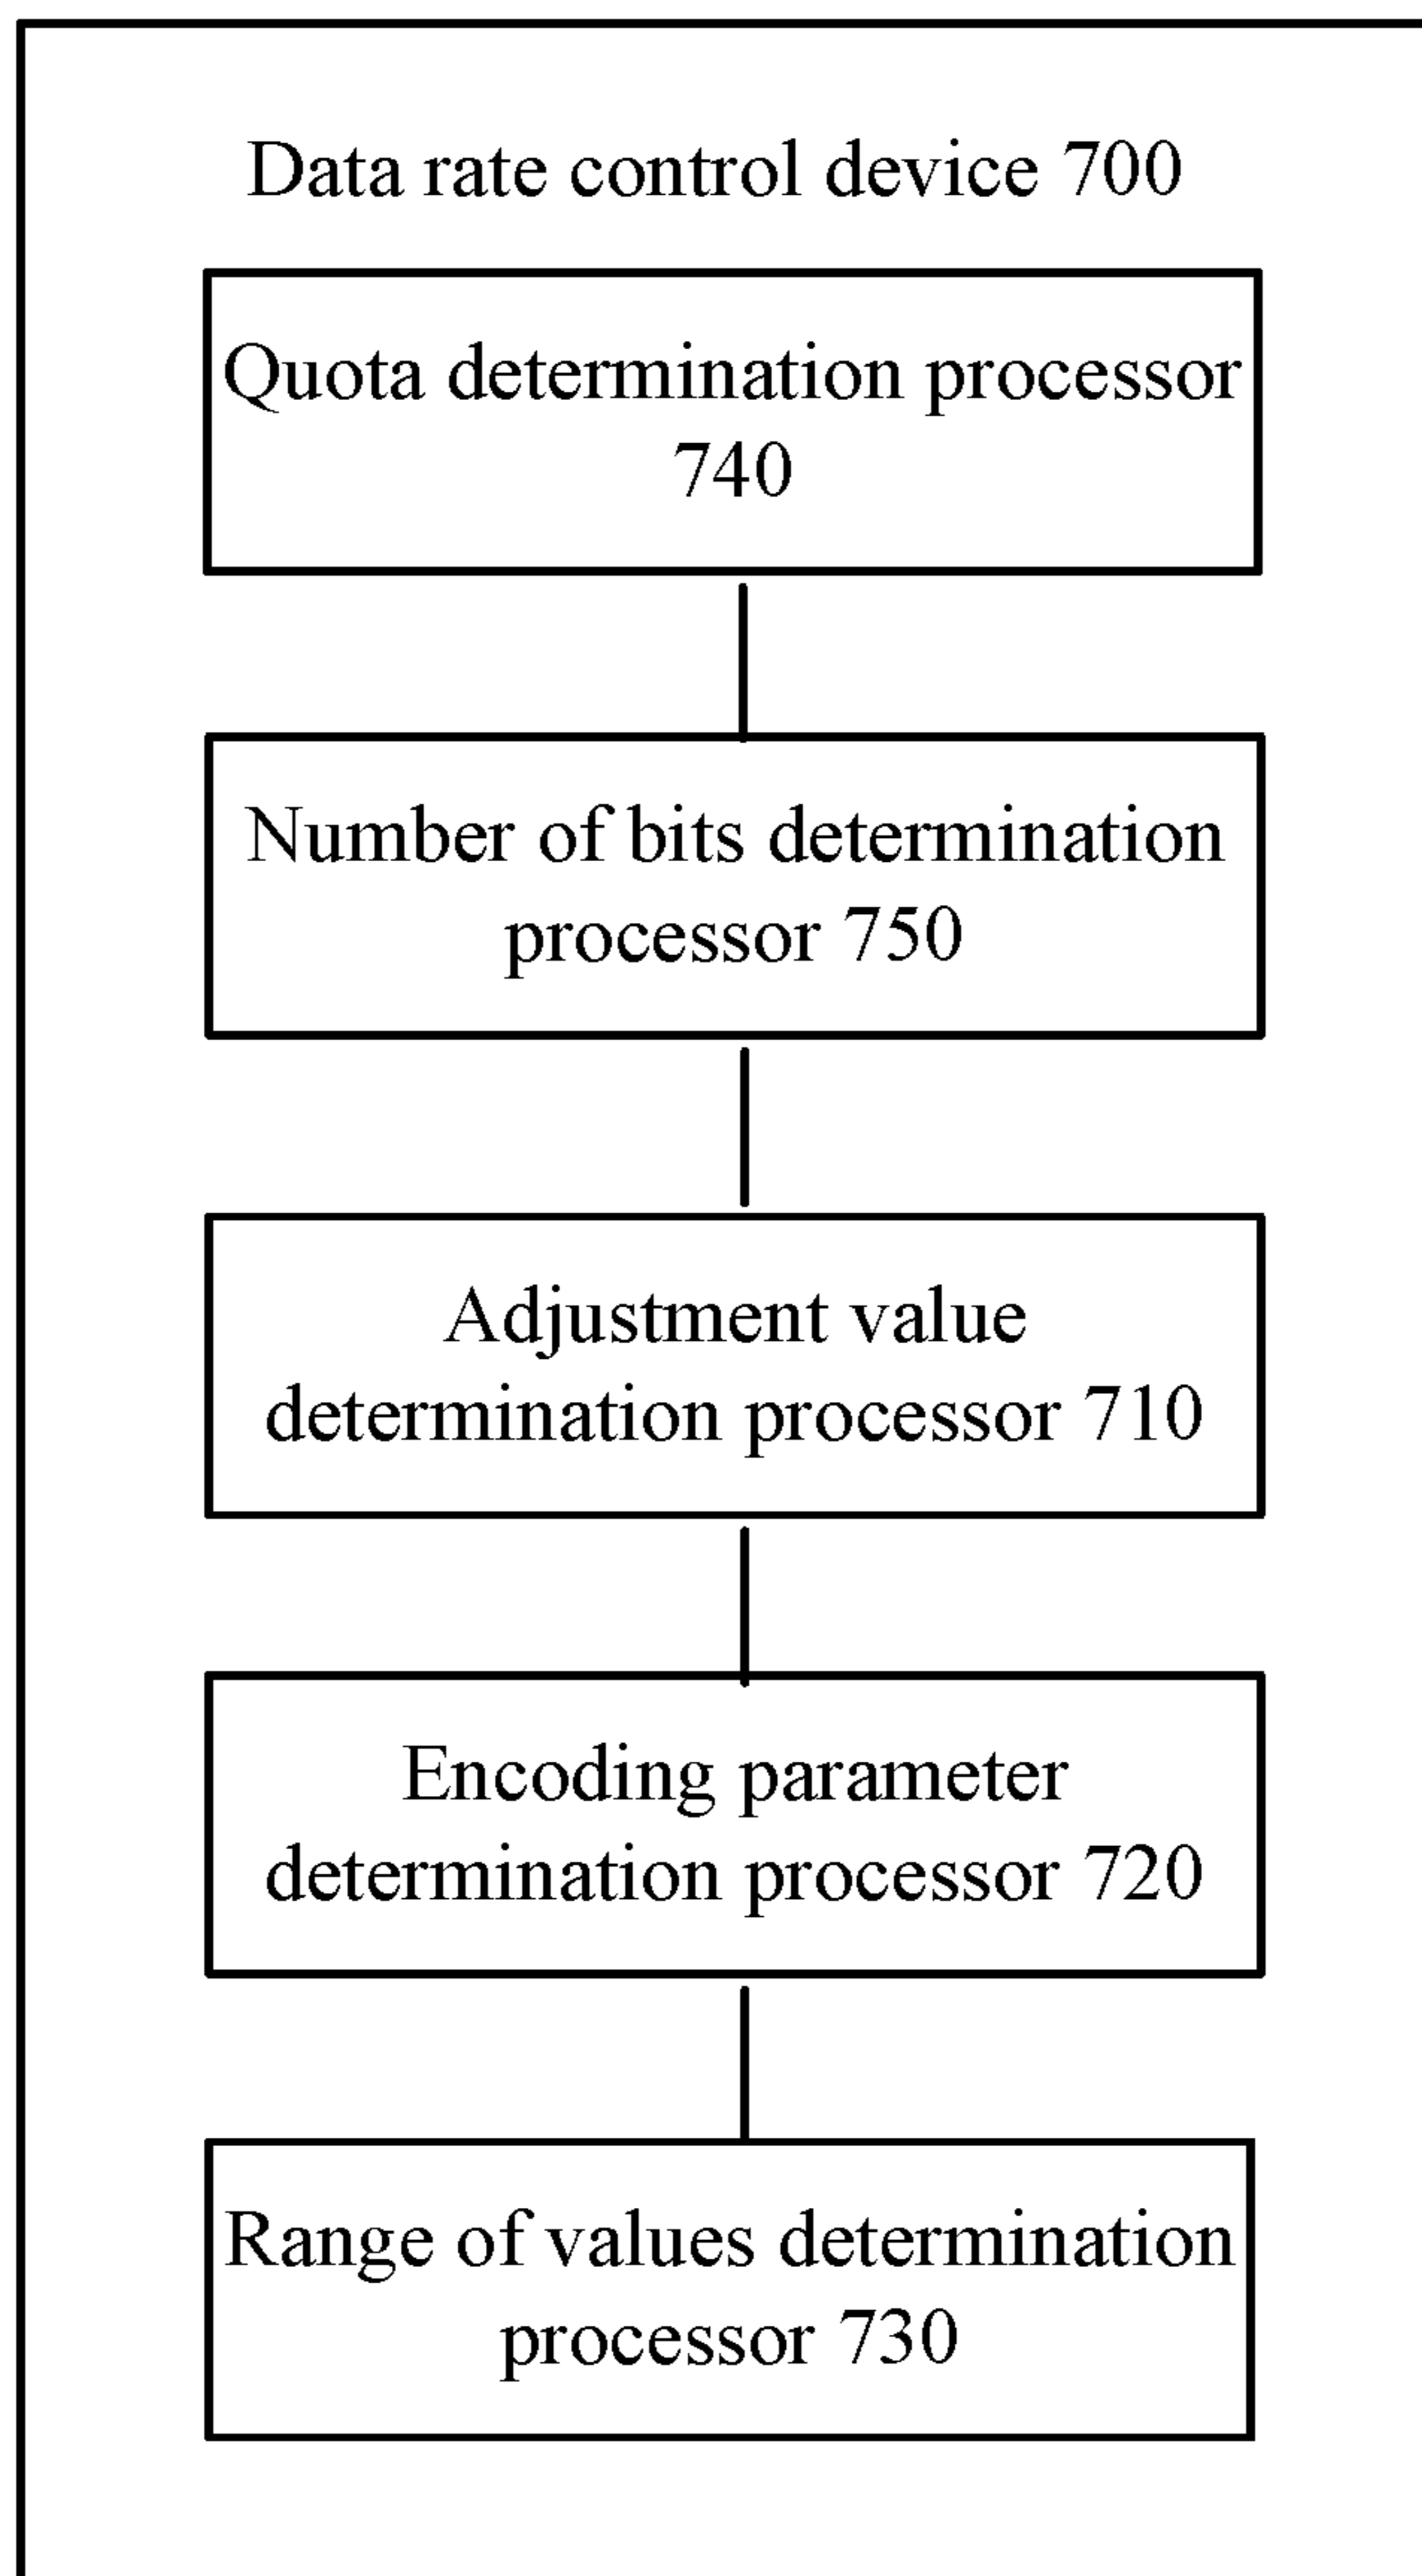 Data rate control device 700
Quota determination processor
740
Number of bits determination
processor 750
Adjustment value
determination processor 710
Encoding parameter
determination processor 720
Range of values determination
processor 730